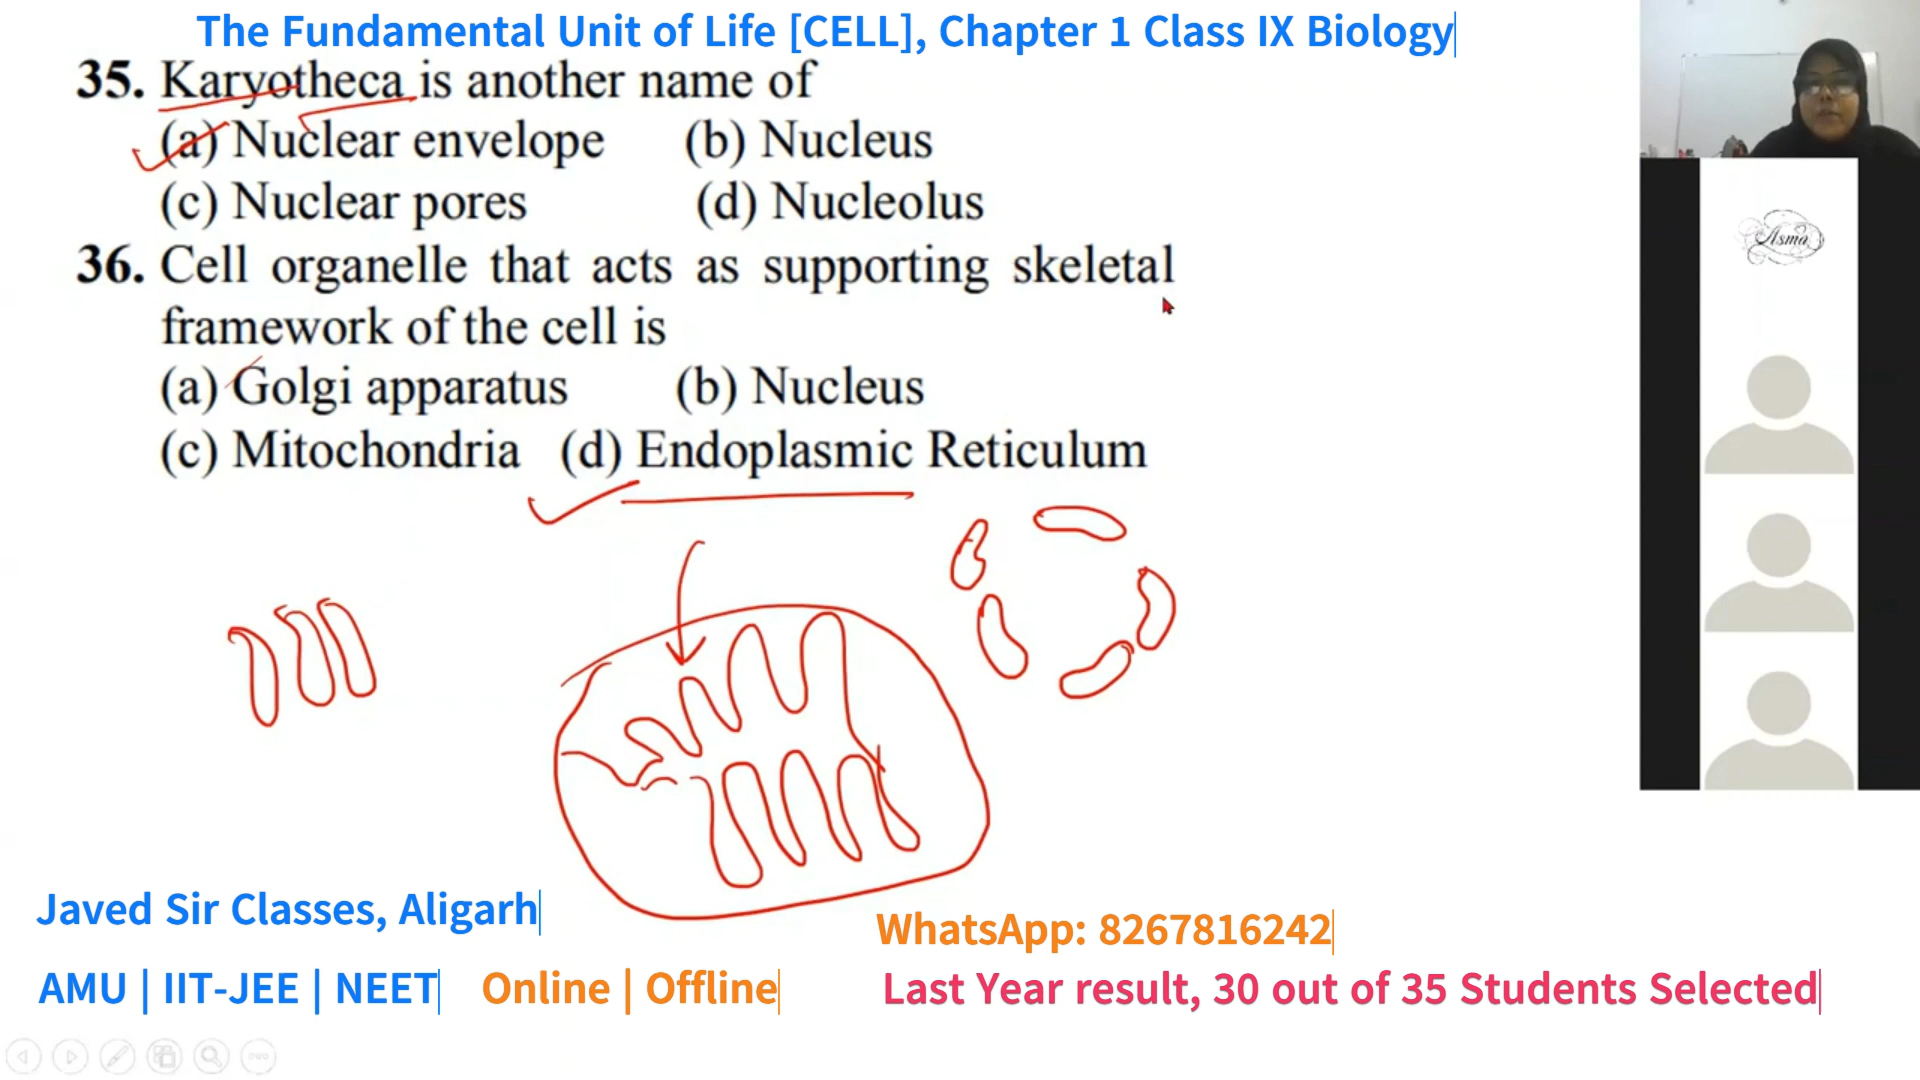 The Fundamental Unit of Life [CELL], Chapter 1 Class IX Biology
35. Karyotheca is another name of
(a) Nuclear envelope (b) Nucleus
(c) Nuclear pores (d) Nucleolus
36. Cell organelle that acts as supporting skeletal
framework of the cell is
(a) Golgi apparatus (b) Nucleus
(c) Mitochondria (d) Endoplasmic Reticulum
Asma
Javed Sir Classes, Aligarh
WhatsApp: 8267816242
AMU | IIT-JEE | NEET Online | Offline
Last Year result, 30 out of 35 Students Selected